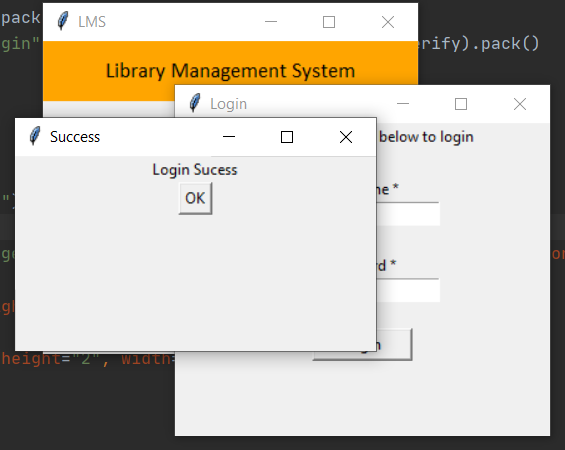 pack
LMS
gin"
erify).pack()
Library Management System
Login
Success
below to login
Login Sucess
ne *
OK
")
ge
rd *
or
gh
height="2", width=